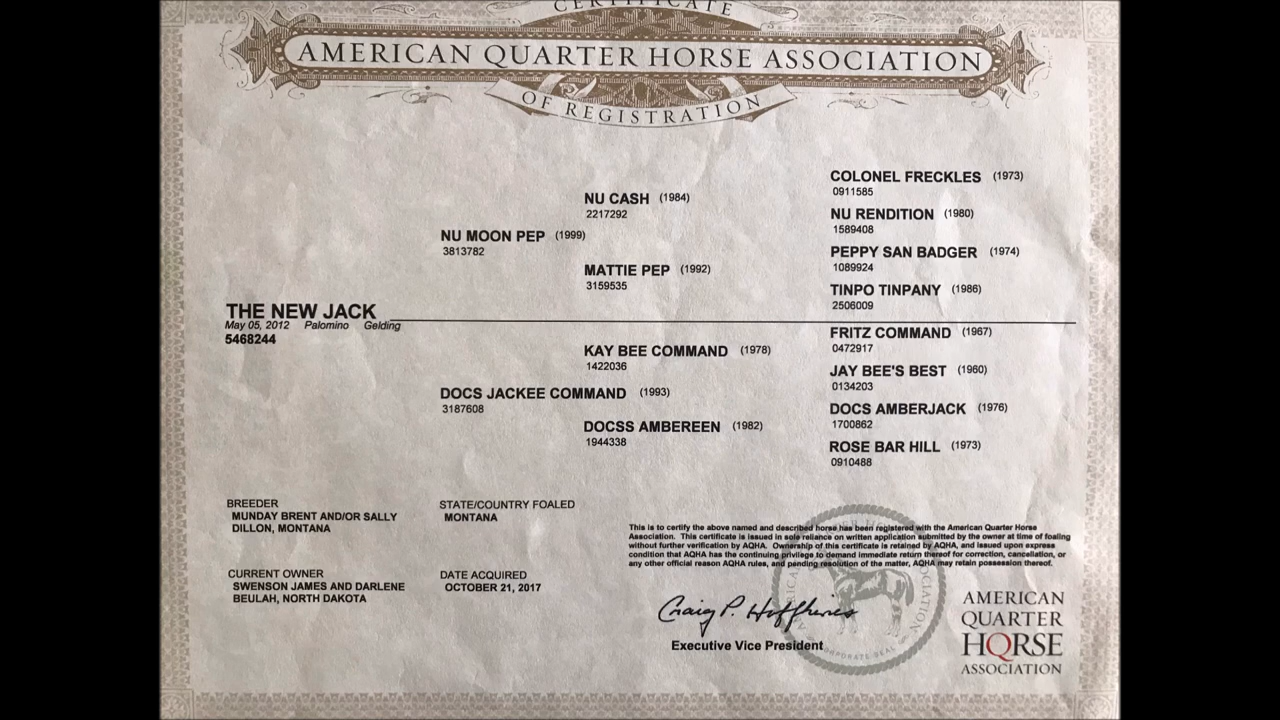 CERTIFICATE
AMERICAN QUARTER HORSE ASSOCIATION
OF REGISTRATION
COLONEL FRECKLES (1973)
0911585
NU CASH (1984)
2217292
NU RENDITION (1980)
1589408
NU MOON PEP (1999)
3813782
PEPPY SAN BADGER (1974)
1089924
MATTIE PEP (1992)
3159535
TINPO TINPANY (1986)
2506009
THE NEW JACK
May 05, 2012 Palomino Gelding
5468244
FRITZ COMMAND (1967)
0472917
KAY BEE COMMAND (1978)
1422036
JAY BEE'S BEST (1960)
0134203
DOCS JACKEE COMMAND (1993)
3187608
DOCS AMBERJACK (1976)
1700862
DOCSS AMBEREEN (1982)
1944338
ROSE BAR HILL (1973)
0910488
BREEDER
MUNDAY BRENT AND/OR SALLY
DILLON, MONTANA
STATE/COUNTRY FOALED
MONTANA
CURRENT OWNER
SWENSON JAMES AND DARLENE
BEULAH, NORTH DAKOTA
DATE ACQUIRED
OCTOBER 21, 2017
This is to certify the above named and described horse has been registered with the American Quarter Horse
Association. This certificate is issued in sole reliance on written application submitted by the owner at time of foaling
without further verification by AQHA. Ownership of this certificate is retained by AQHA, and issued upon express
condition that AQHA has the continuing privilege to demand immediate return thereof for correction, cancellation, or
any other official reason AQHA rules, and pending resolution of the matter, AQHA may retain possession thereof.
Craig P. Huffhines
Executive Vice President
CORPORATE SEAL
AMERICAN
QUARTER
HORSE
ASSOCIATION